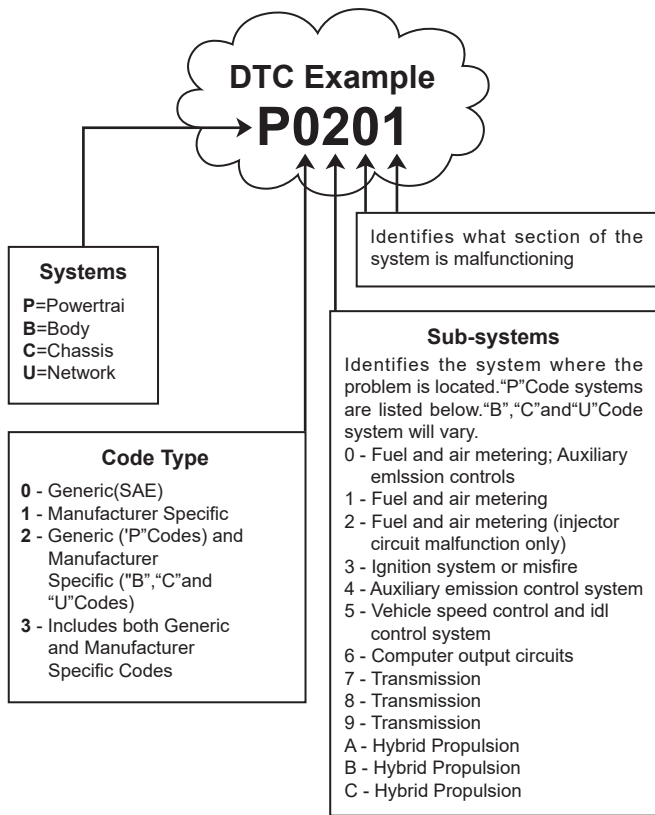 DTC Example
P0201
Identifies what section of the
system is malfunctioning
Systems
P=Powertrai
B=Body
C=Chassis
U=Network
Sub-systems
Identifies the system where the
problem is located.“P”Code systems
are listed below.“B”,“C”and“U”Code
system will vary.
0 - Fuel and air metering; Auxiliary
emlssion controls
1 - Fuel and air metering
2 - Fuel and air metering (injector
circuit malfunction only)
3 - Ignition system or misfire
4 - Auxiliary emission control system
5 - Vehicle speed control and idl
control system
6 - Computer output circuits
7 - Transmission
8 - Transmission
9 - Transmission
A - Hybrid Propulsion
B - Hybrid Propulsion
C - Hybrid Propulsion
Code Type
0 - Generic(SAE)
1 - Manufacturer Specific
2 - Generic ('P”Codes) and
Manufacturer
Specific ("B”,“C”and
“U”Codes)
3 - Includes both Generic
and Manufacturer
Specific Codes